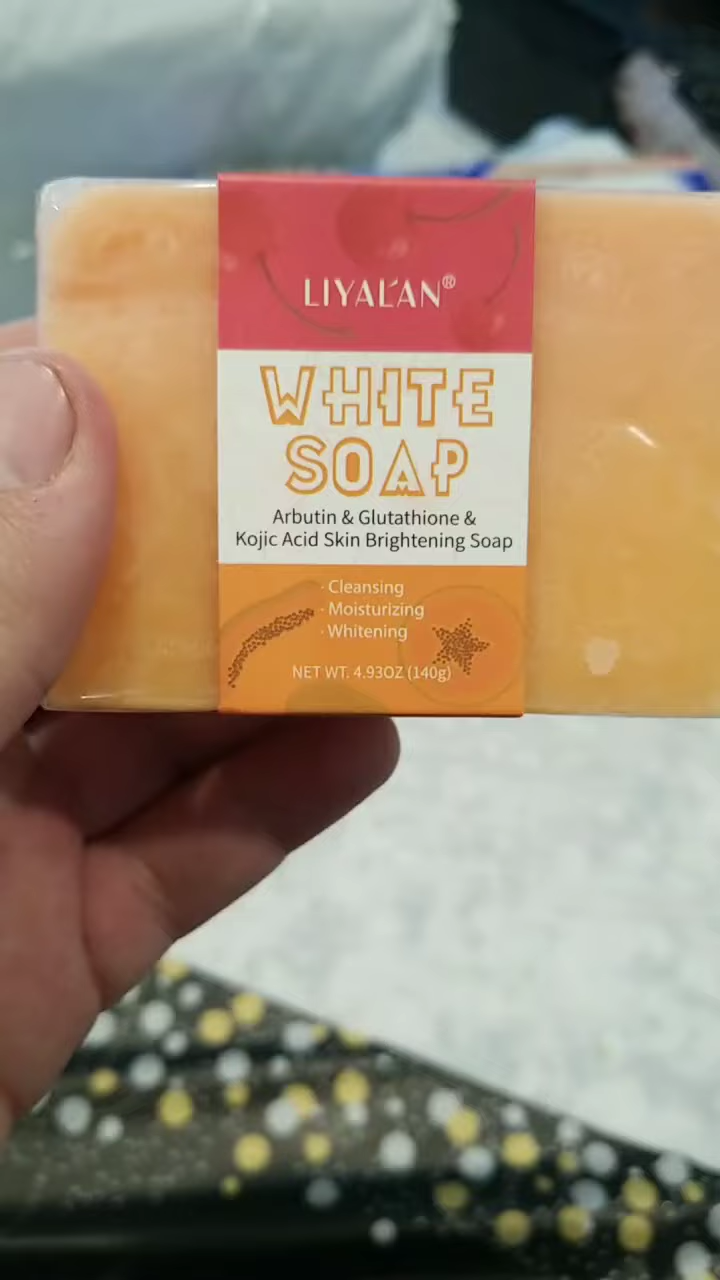 LIYALAN®
WHITE
SOAP
Arbutin & Glutathione &
Kojic Acid Skin Brightening Soap
· Cleansing
· Moisturizing
· Whitening
NET WT. 4.93OZ (140g)